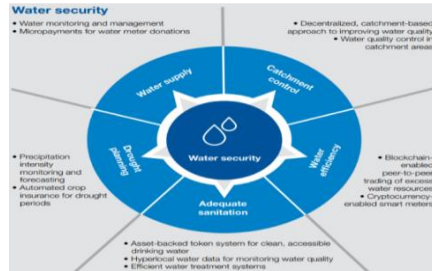 Water security
• Water monitoring and management
• Micropayments for water meter donations
• Decentralized, catchment-based
approach to improving water quality
• Water quality control in
catchment areas
Water supply
Catchment
control
Drought
planning
Water security
Water
efficiency
Adequate
sanitation
• Precipitation
intensity
monitoring and
forecasting
• Automated crop
insurance for drought
periods
• Blockchain-
enabled
peer-to-peer
trading of excess
water resources
• Cryptocurrency-
enabled smart meters
• Asset-backed token system for clean, accessible
drinking water
• Hyperlocal water data for monitoring water quality
• Efficient water treatment systems